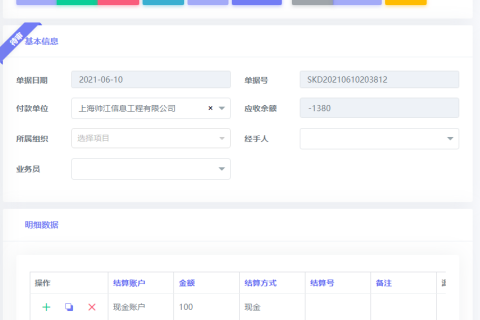 待审
基本信息
单据日期 2021-06-10 单据号 SKD20210610203812
付款单位 上海帅江信息工程有限公司 × 应收余额 -1380
所属组织 选择项目 经手人
业务员
明细数据
操作 结算账户 金额 结算方式 结算号 备注
现金账户 100 现金